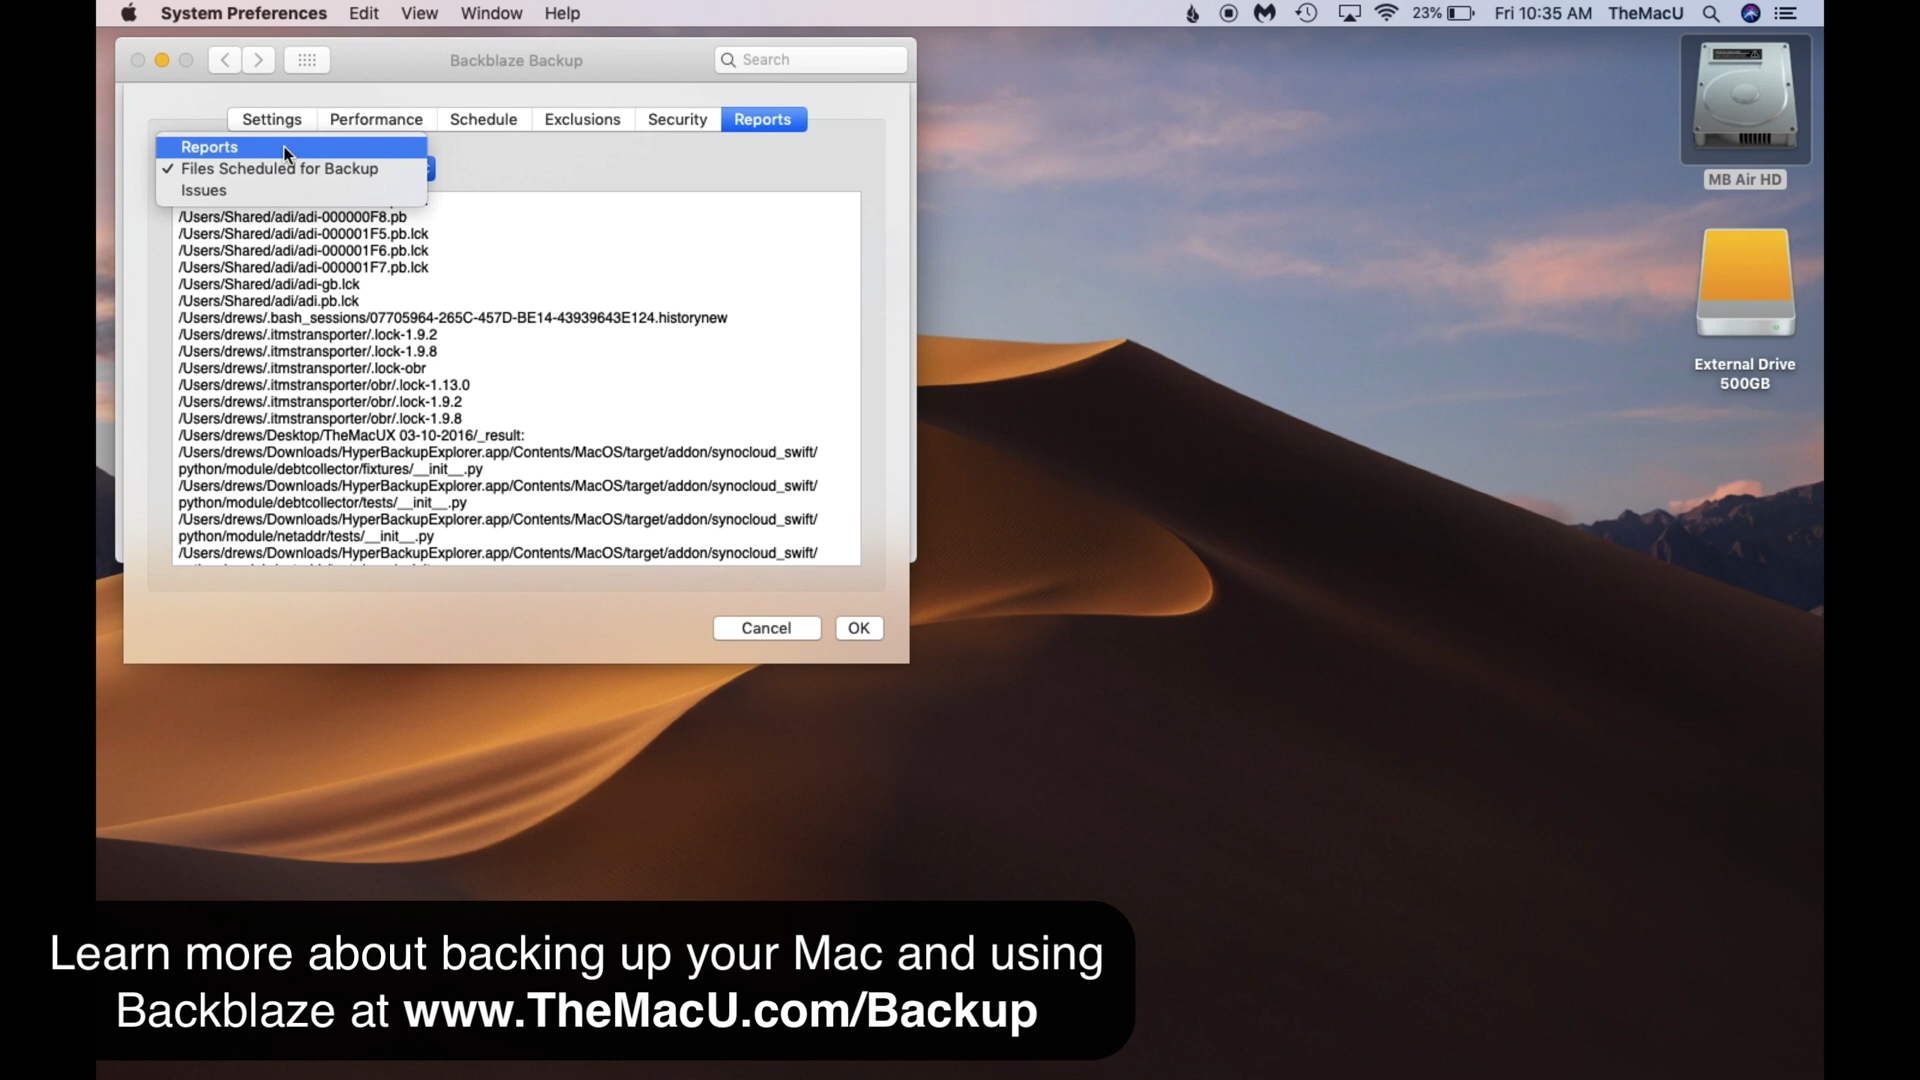 System Preferences Edit View Window Help 23% Fri 10:35 AM TheMacU
Backblaze Backup
Search
Settings Performance Schedule Exclusions Security Reports
Reports
✓ Files Scheduled for Backup
Issues
/Users/Shared/adi/adi-000000F8.pb
/Users/Shared/adi/adi-000001F5.pb.lck
/Users/Shared/adi/adi-000001F6.pb.lck
/Users/Shared/adi/adi-000001F7.pb.lck
/Users/Shared/adi/adi-gb.lck
/Users/Shared/adi/adi.pb.lck
/Users/drews/.bash_sessions/07705964-265C-457D-BE14-43939643E124.historynew
/Users/drews/.itmstransporter/.lock-1.9.2
/Users/drews/.itmstransporter/.lock-1.9.8
/Users/drews/.itmstransporter/.lock-obr
/Users/drews/.itmstransporter/obr/.lock-1.13.0
/Users/drews/.itmstransporter/obr/.lock-1.9.2
/Users/drews/.itmstransporter/obr/.lock-1.9.8
/Users/drews/Desktop/TheMacUX 03-10-2016/_result:
/Users/drews/Downloads/HyperBackupExplorer.app/Contents/MacOS/target/addon/synocloud_swift/
python/module/debtcollector/fixtures/__init__.py
/Users/drews/Downloads/HyperBackupExplorer.app/Contents/MacOS/target/addon/synocloud_swift/
python/module/debtcollector/tests/__init__.py
/Users/drews/Downloads/HyperBackupExplorer.app/Contents/MacOS/target/addon/synocloud_swift/
python/module/netaddr/tests/__init__.py
/Users/drews/Downloads/HyperBackupExplorer.app/Contents/MacOS/target/addon/synocloud_swift/
Cancel OK
MB Air HD
External Drive
500GB
Learn more about backing up your Mac and using
Backblaze at www.TheMacU.com/Backup